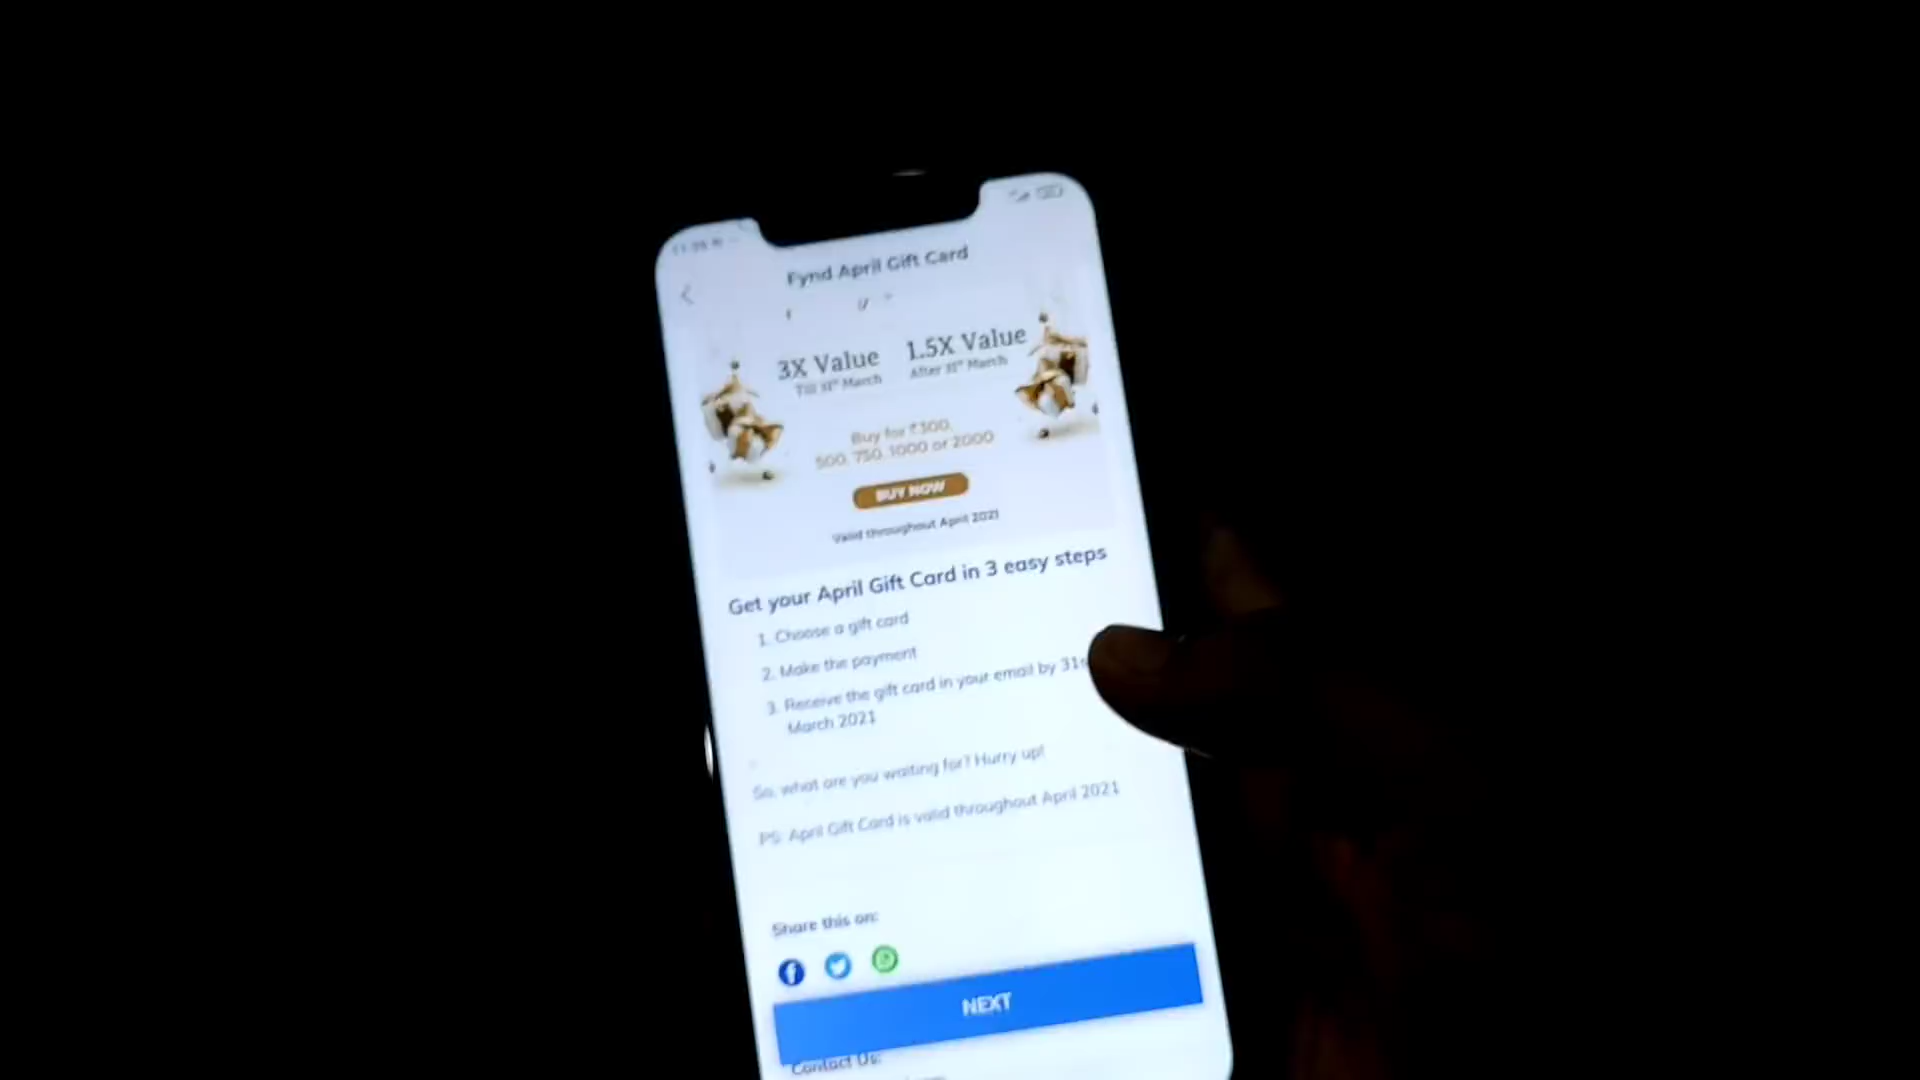 Fynd April Gift Card
3X Value
1.5X Value
Till 31st March
After 31st March
Buy for ₹300,
500, 750, 1000 or 2000
BUY NOW
Valid throughout April 2021
Get your April Gift Card in 3 easy steps
1. Choose a gift card
2. Make the payment
3. Receive the gift card in your email by 31s
March 2021
So, what are you waiting for? Hurry up!
PS: April Gift Card is valid throughout April 2021
Share this on:
NEXT
Contact Us: